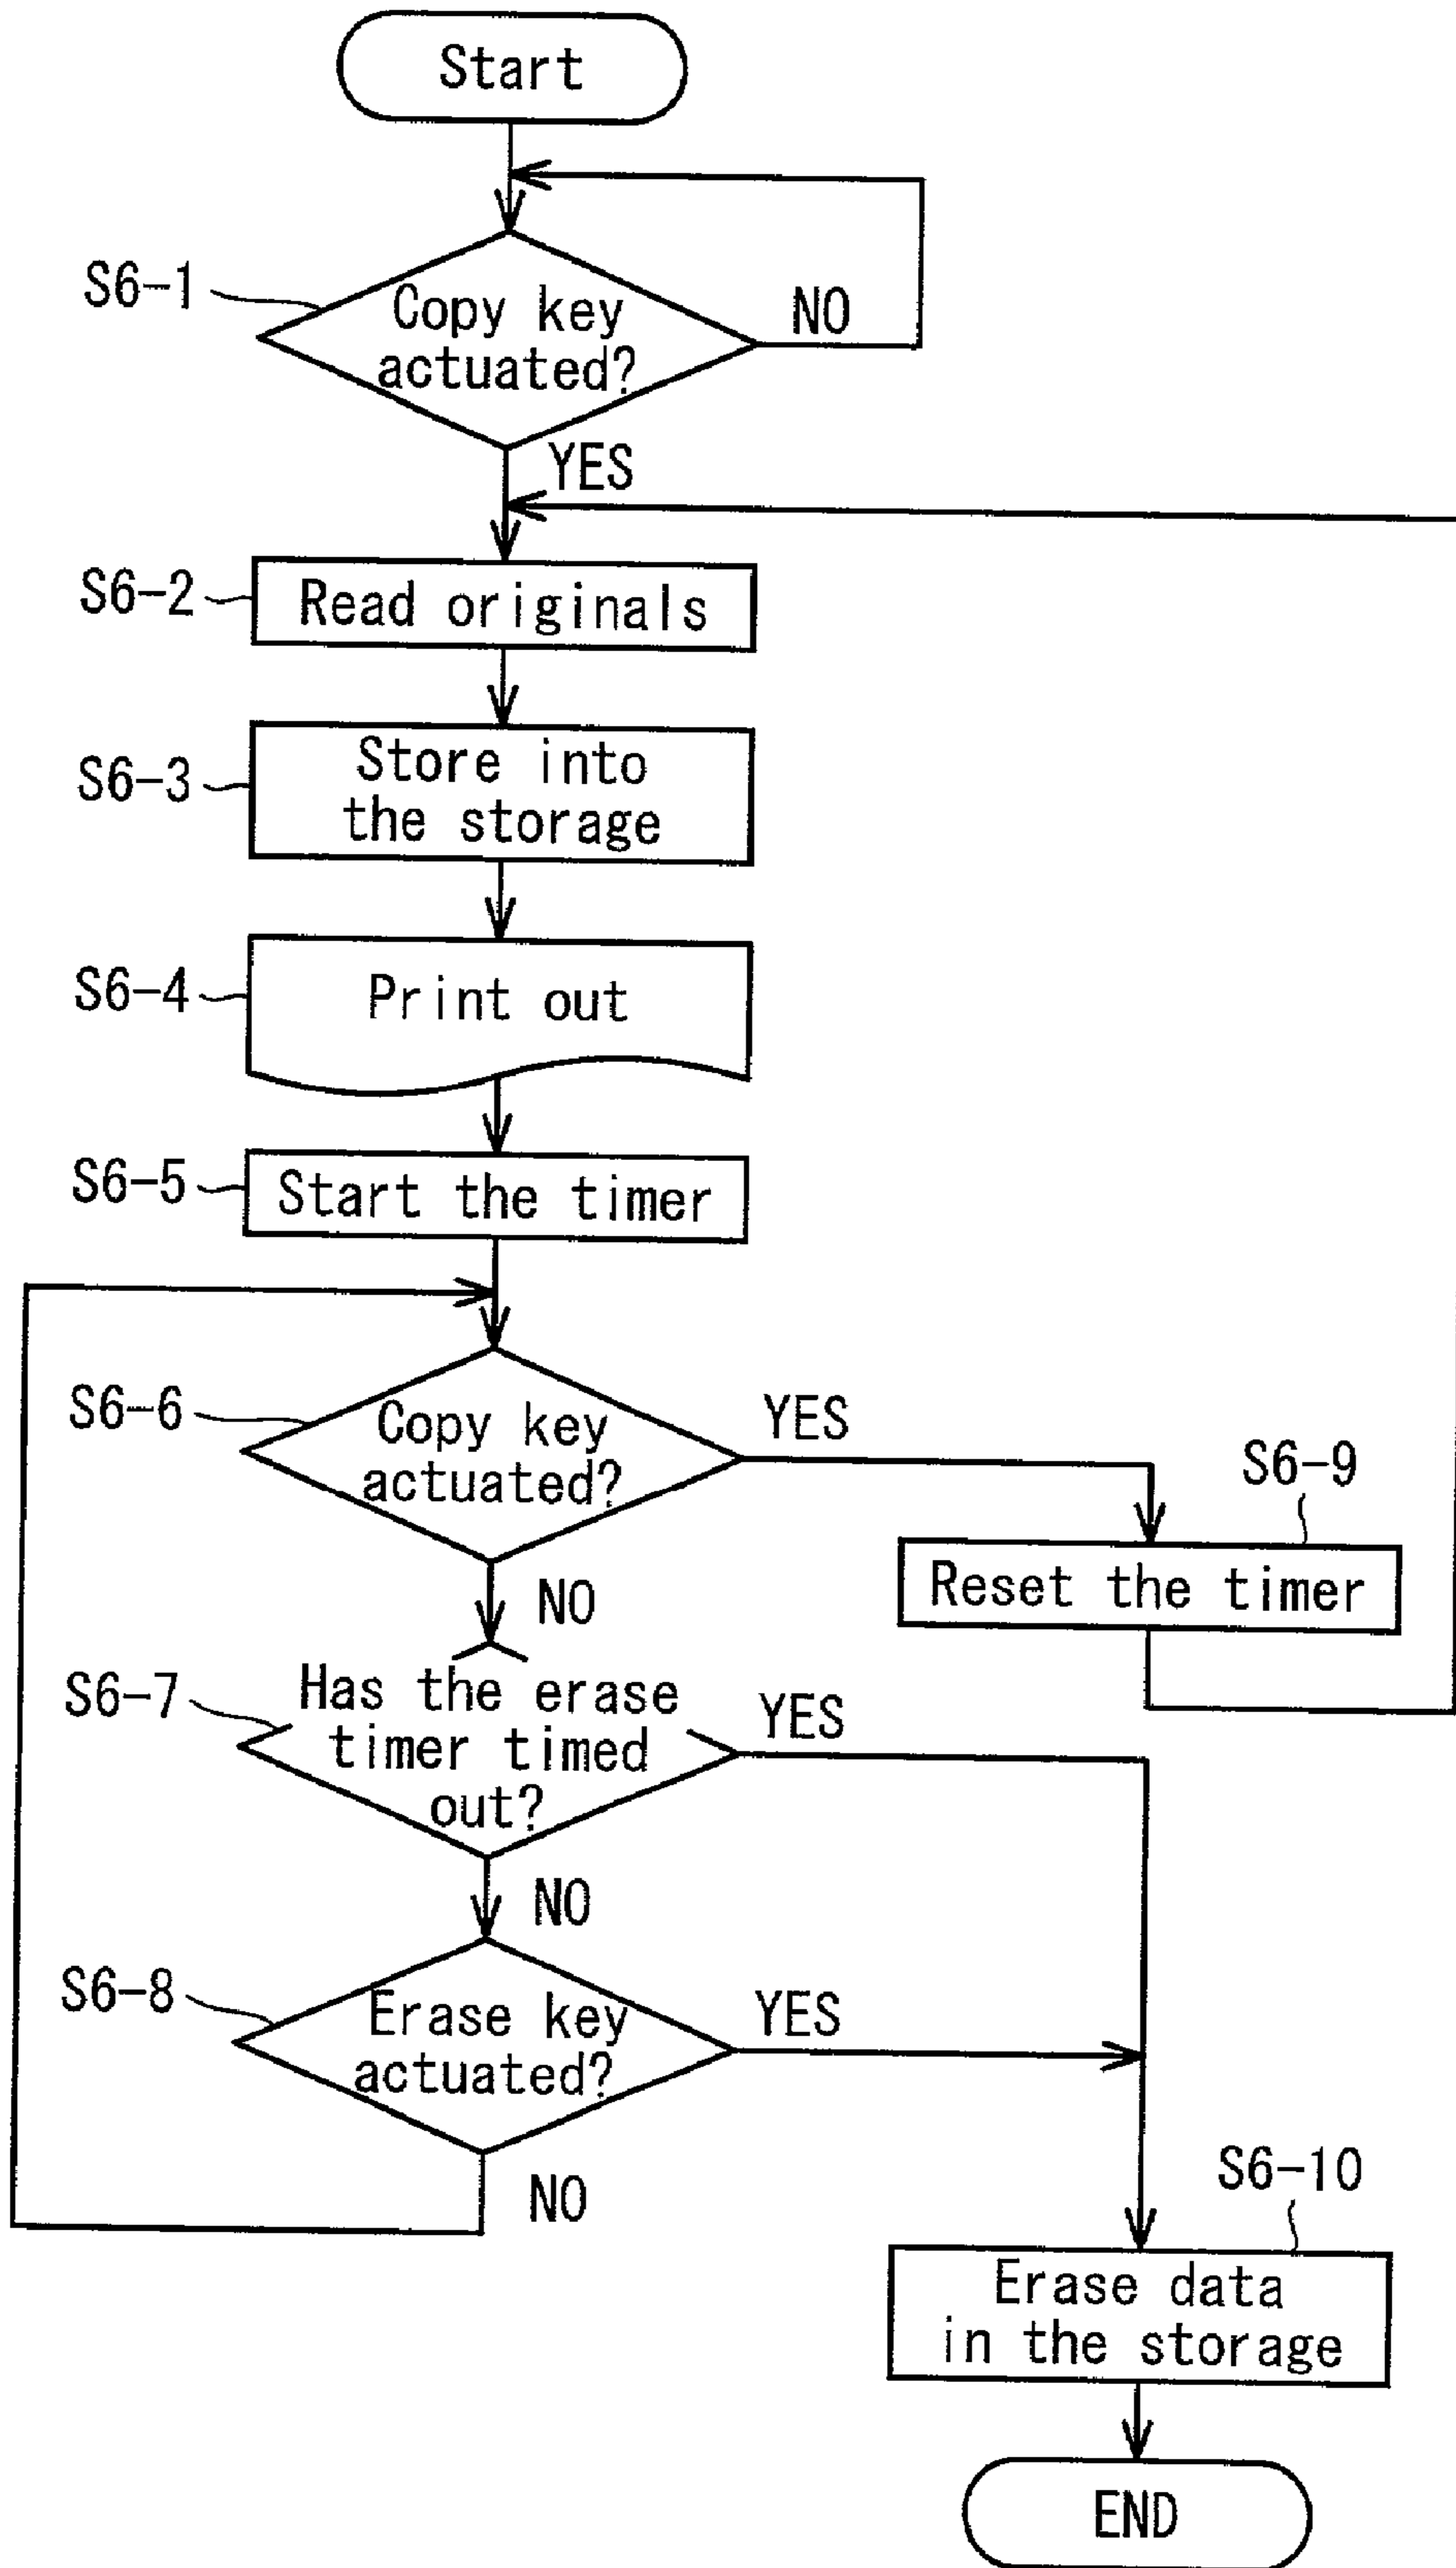 Start
S6-1
Copy key
actuated?
NO
YES
S6-2
Read originals
S6-3
Store into
the storage
S6-4
Print out
S6-5
Start the timer
S6-6
Copy key
actuated?
YES
S6-9
Reset the timer
NO
S6-7
Has the erase
timer timed
out?
YES
NO
S6-8
Erase key
actuated?
YES
NO
S6-10
Erase data
in the storage
END